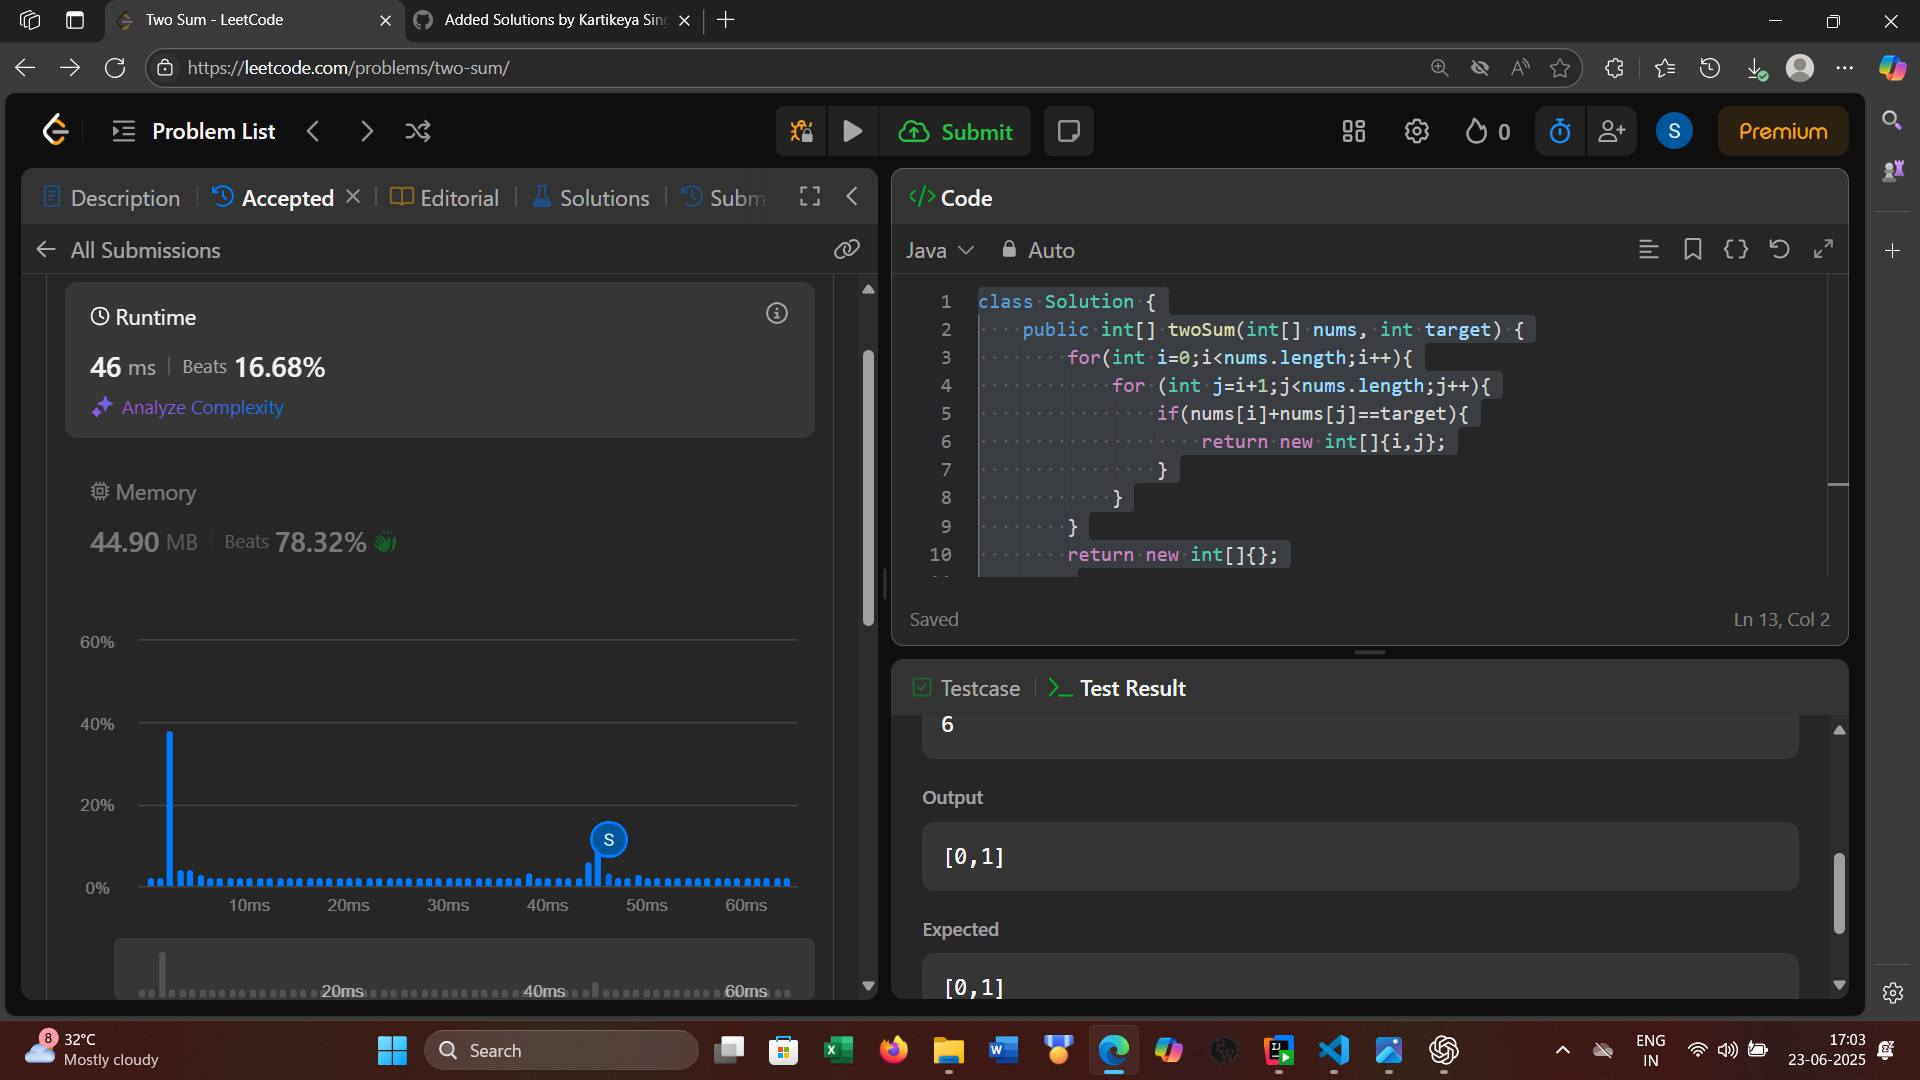 Two Sum - LeetCode
Added Solutions by Kartikeya Sin
https://leetcode.com/problems/two-sum/
Problem List
Submit
0
S
Premium
Description
Accepted
Editorial
Solutions
Subm
All Submissions
Runtime
46 ms | Beats 16.68%
Analyze Complexity
Memory
44.90 MB | Beats 78.32%
60%
40%
20%
0%
S
10ms 20ms 30ms 40ms 50ms 60ms
20ms 40ms 60ms
</> Code
Java
Auto
1 class Solution {
2 public int[] twoSum(int[] nums, int target) {
3 for(int i=0;i<nums.length;i++){
4 for (int j=i+1;j<nums.length;j++){
5 if(nums[i]+nums[j]==target){
6 return new int[]{i,j};
7 }
8 }
9 }
10 return new int[]{};
Saved
Ln 13, Col 2
Testcase
Test Result
6
Output
[0,1]
Expected
[0,1]
8
32°C
Mostly cloudy
Search
ENG
IN
17:03
23-06-2025